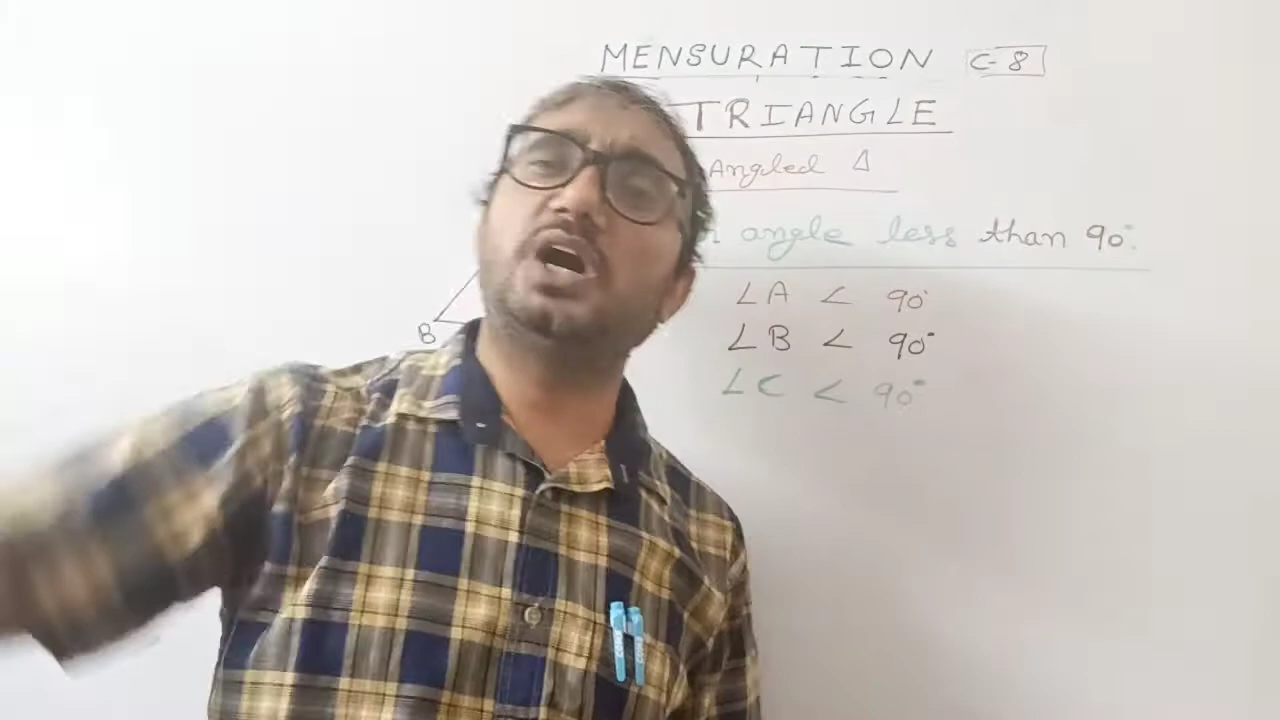 MENSURATION C-8
TRIANGLE
Angled Δ
angle less than 90°.
∠A < 90°
B
∠B < 90°
∠C < 90°